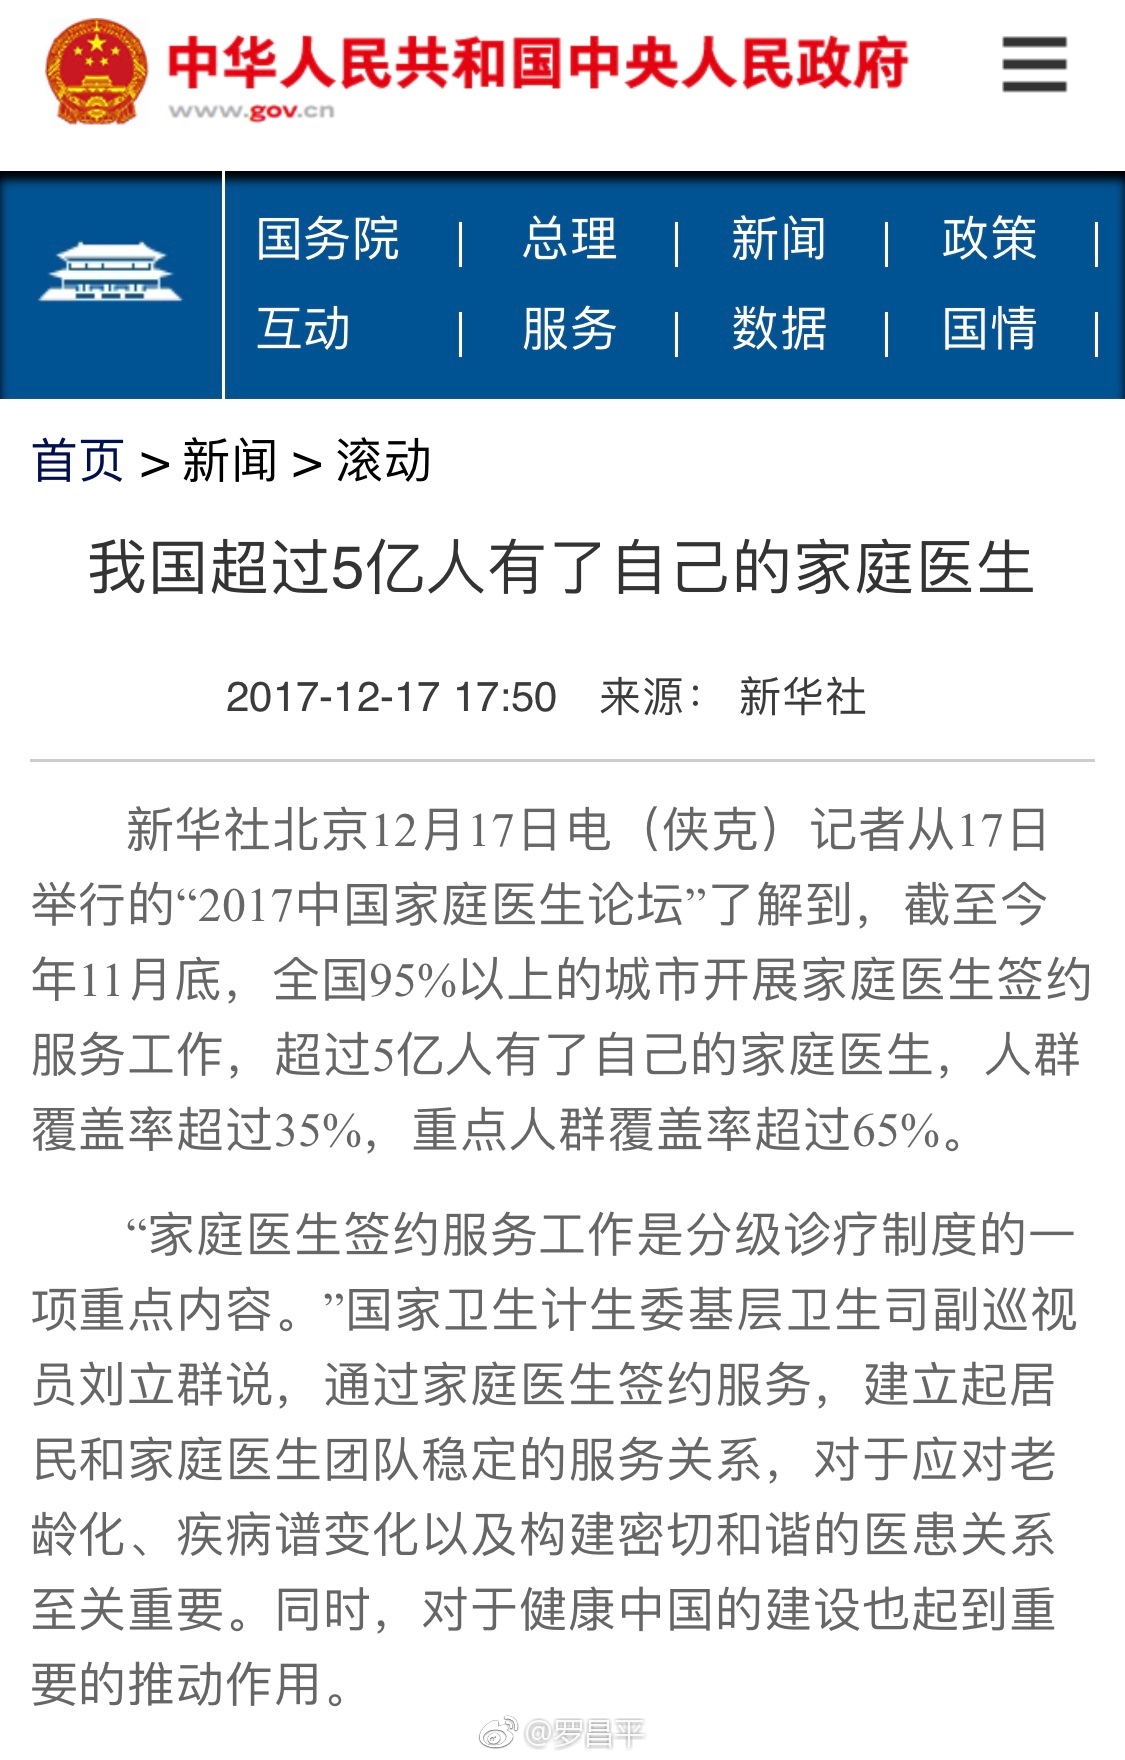 中华人民共和国中央人民政府
www.gov.cn
国务院 | 总理 | 新闻 | 政策 |
互动 | 服务 | 数据 | 国情 |
首页 > 新闻 > 滚动
我国超过5亿人有了自己的家庭医生
2017-12-17 17:50 来源： 新华社
新华社北京12月17日电（侠克）记者从17日
举行的“2017中国家庭医生论坛”了解到，截至今
年11月底，全国95%以上的城市开展家庭医生签约
服务工作，超过5亿人有了自己的家庭医生，人群
覆盖率超过35%，重点人群覆盖率超过65%。
“家庭医生签约服务工作是分级诊疗制度的一
项重点内容。”国家卫生计生委基层卫生司副巡视
员刘立群说，通过家庭医生签约服务，建立起居
民和家庭医生团队稳定的服务关系，对于应对老
龄化、疾病谱变化以及构建密切和谐的医患关系
至关重要。同时，对于健康中国的建设也起到重
要的推动作用。
@罗昌平